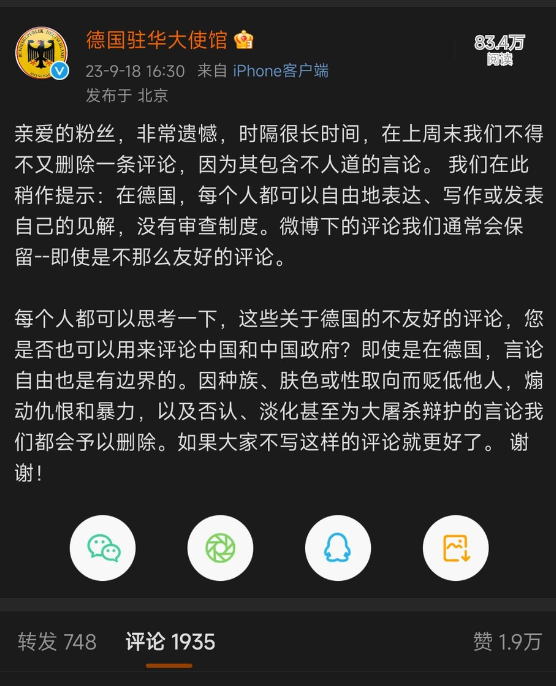 德国驻华大使馆
83.4万
阅读
23-9-18 16:30 来自 iPhone客户端
发布于 北京
亲爱的粉丝，非常遗憾，时隔很长时间，在上周末我们不得
不又删除一条评论，因为其包含不人道的言论。 我们在此
稍作提示：在德国，每个人都可以自由地表达、写作或发表
自己的见解，没有审查制度。微博下的评论我们通常会保
留--即使是不那么友好的评论。
每个人都可以思考一下，这些关于德国的不友好的评论，您
是否也可以用来评论中国和中国政府？即使是在德国，言论
自由也是有边界的。因种族、肤色或性取向而贬低他人，煽
动仇恨和暴力，以及否认、淡化甚至为大屠杀辩护的言论我
们都会予以删除。如果大家不写这样的评论就更好了。 谢
谢！
转发 748 评论 1935 赞 1.9万